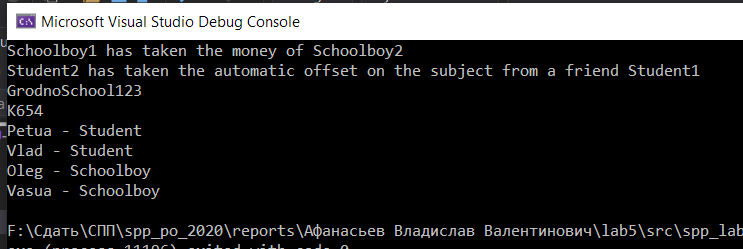 Microsoft Visual Studio Debug Console
Schoolboy1 has taken the money of Schoolboy2
Student2 has taken the automatic offset on the subject from a friend Student1
GrodnoSchool123
K654
Petua - Student
Vlad - Student
Oleg - Schoolboy
Vasua - Schoolboy
F:\Сдать\СПП\spp_po_2020\reports\Афанасьев Владислав Валентинович\lab5\src\spp_lab